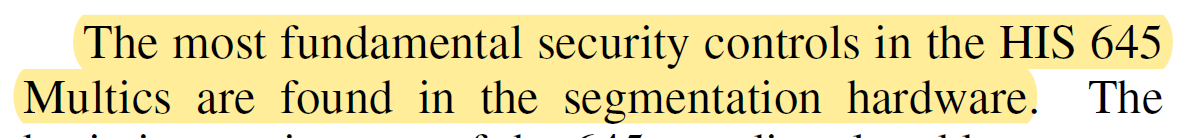 The most fundamental security controls in the HIS 645
Multics are found in the segmentation hardware. The